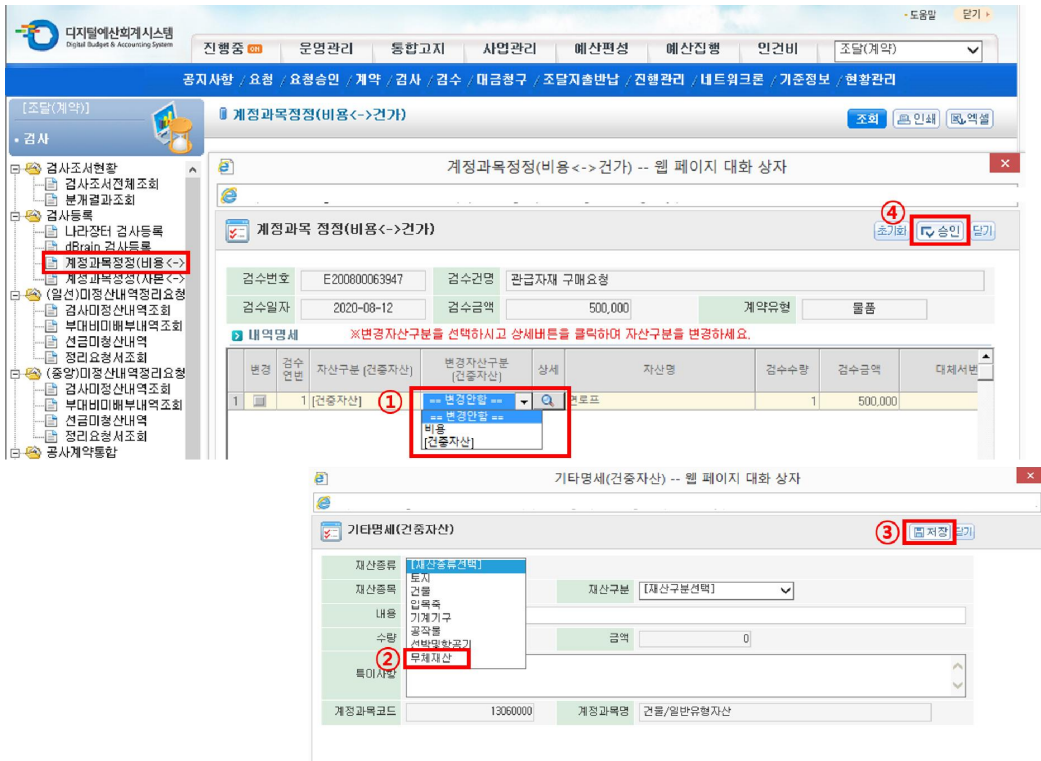 - 도움말 닫기
디지털예산회계시스템
Digital Budget & Accounting System
진행중 운영관리 통합고지 사업관리 예산편성 예산집행 인건비 조달(계약)
공지사항 / 요청 / 요청승인 / 계약 / 검사 / 검수 / 대금청구 / 조달지출반납 / 진행관리 / 네트워크론 / 기준정보 / 현황관리
[조달(계약)]
• 검사
계정과목정정(비용<->건가)
조회 인쇄 엑셀
검사조서현황
검사조서전체조회
분개결과조회
검사등록
나라장터 검사등록
dBrain 검사등록
계정과목정정(비용<->
계정과목정정(자본<->
(일선)미정산내역정리요청
검사미정산내역조회
부대비미배부내역조회
선금미청산내역
정리요청서조회
(중앙)미정산내역정리요청
검사미정산내역조회
부대비미배부내역조회
선금미청산내역
정리요청서조회
공사계약통합
계정과목정정(비용<->건가) -- 웹 페이지 대화 상자
계정과목 정정(비용<->건가)
④
초기화 승인 닫기
검수번호 E200800063947 검수건명 관급자재 구매요청
검수일자 2020-08-12 검수금액 500,000 계약유형 물품
내역명세 ※변경자산구분을 선택하시고 상세버튼을 클릭하여 자산구분을 변경하세요.
변경 검수연번 자산구분 (건중자산) 변경자산구분 (건중자산) 상세 자산명 검수수량 검수금액 대체서번
1 1 [건중자산] ① == 변경안함 == 연로프 1 500,000
== 변경안함 ==
비용
[건중자산]
기타명세(건중자산) -- 웹 페이지 대화 상자
기타명세(건중자산)
③ 저장 닫기
재산종류 [재산종류선택]
토지
건물
입목죽
기계기구
공작물
선박및항공기
② 무체재산
재산종목 재산구분 [재산구분선택]
내용
수량 금액 0
특이사항
계정과목코드 13060000 계정과목명 건물/일반유형자산